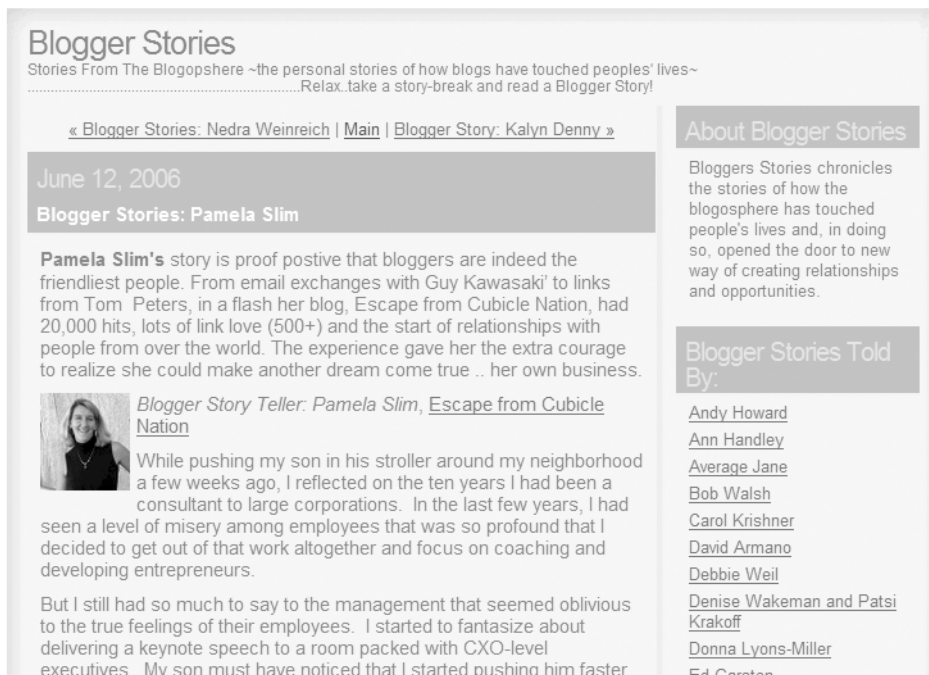 Blogger Stories
Stories From The Blogopshere ~the personal stories of how blogs have touched peoples' lives~
......................................................................Relax..take a story-break and read a Blogger Story!
« Blogger Stories: Nedra Weinreich | Main | Blogger Story: Kalyn Denny »
June 12, 2006
Blogger Stories: Pamela Slim
Pamela Slim's story is proof postive that bloggers are indeed the
friendliest people. From email exchanges with Guy Kawasaki' to links
from Tom  Peters, in a flash her blog, Escape from Cubicle Nation, had
20,000 hits, lots of link love (500+) and the start of relationships with
people from over the world. The experience gave her the extra courage
to realize she could make another dream come true .. her own business.
Blogger Story Teller: Pamela Slim, Escape from Cubicle
Nation
While pushing my son in his stroller around my neighborhood
a few weeks ago, I reflected on the ten years I had been a
consultant to large corporations.  In the last few years, I had
seen a level of misery among employees that was so profound that I
decided to get out of that work altogether and focus on coaching and
developing entrepreneurs.
But I still had so much to say to the management that seemed oblivious
to the true feelings of their employees.  I started to fantasize about
delivering a keynote speech to a room packed with CXO-level
executives.  My son must have noticed that I started pushing him faster
About Blogger Stories
Bloggers Stories chronicles
the stories of how the
blogosphere has touched
people's lives and, in doing
so, opened the door to new
way of creating relationships
and opportunities.
Blogger Stories Told
By:
Andy Howard
Ann Handley
Average Jane
Bob Walsh
Carol Krishner
David Armano
Debbie Weil
Denise Wakeman and Patsi
Krakoff
Donna Lyons-Miller
Ed Garsten